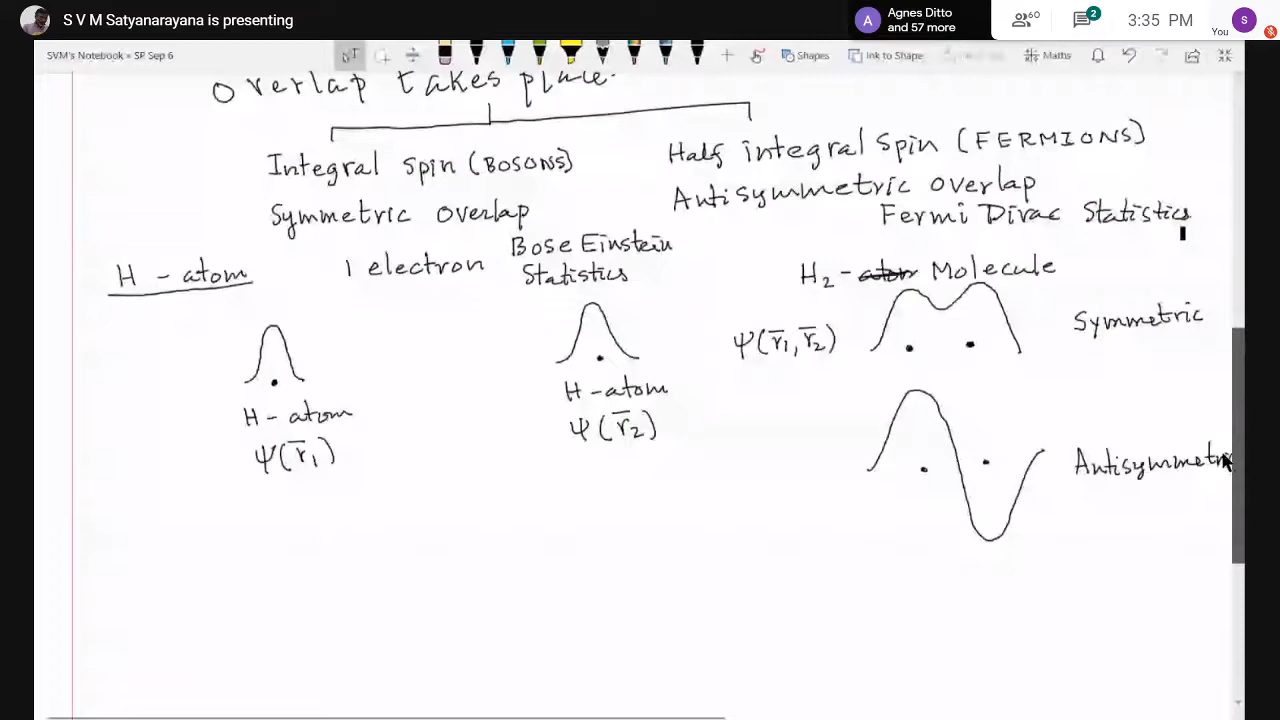 S V M Satyanarayana is presenting
A
Agnes Ditto
and 57 more
60
2
3:35 PM
S
You
SVM's Notebook » SP Sep 6
Shapes
Ink to Shape
Maths
Overlap takes place.
Integral spin (BOSONS)
Half integral spin (FERMIONS)
Symmetric overlap
Antisymmetric overlap
Fermi Dirac Statistics
Bose Einstein
Statistics
H - atom
1 electron
H2 - atom Molecule
Symmetric
ψ(r̄1, r̄2)
H - atom
ψ(r̄1)
H - atom
ψ(r̄2)
Antisymmetric